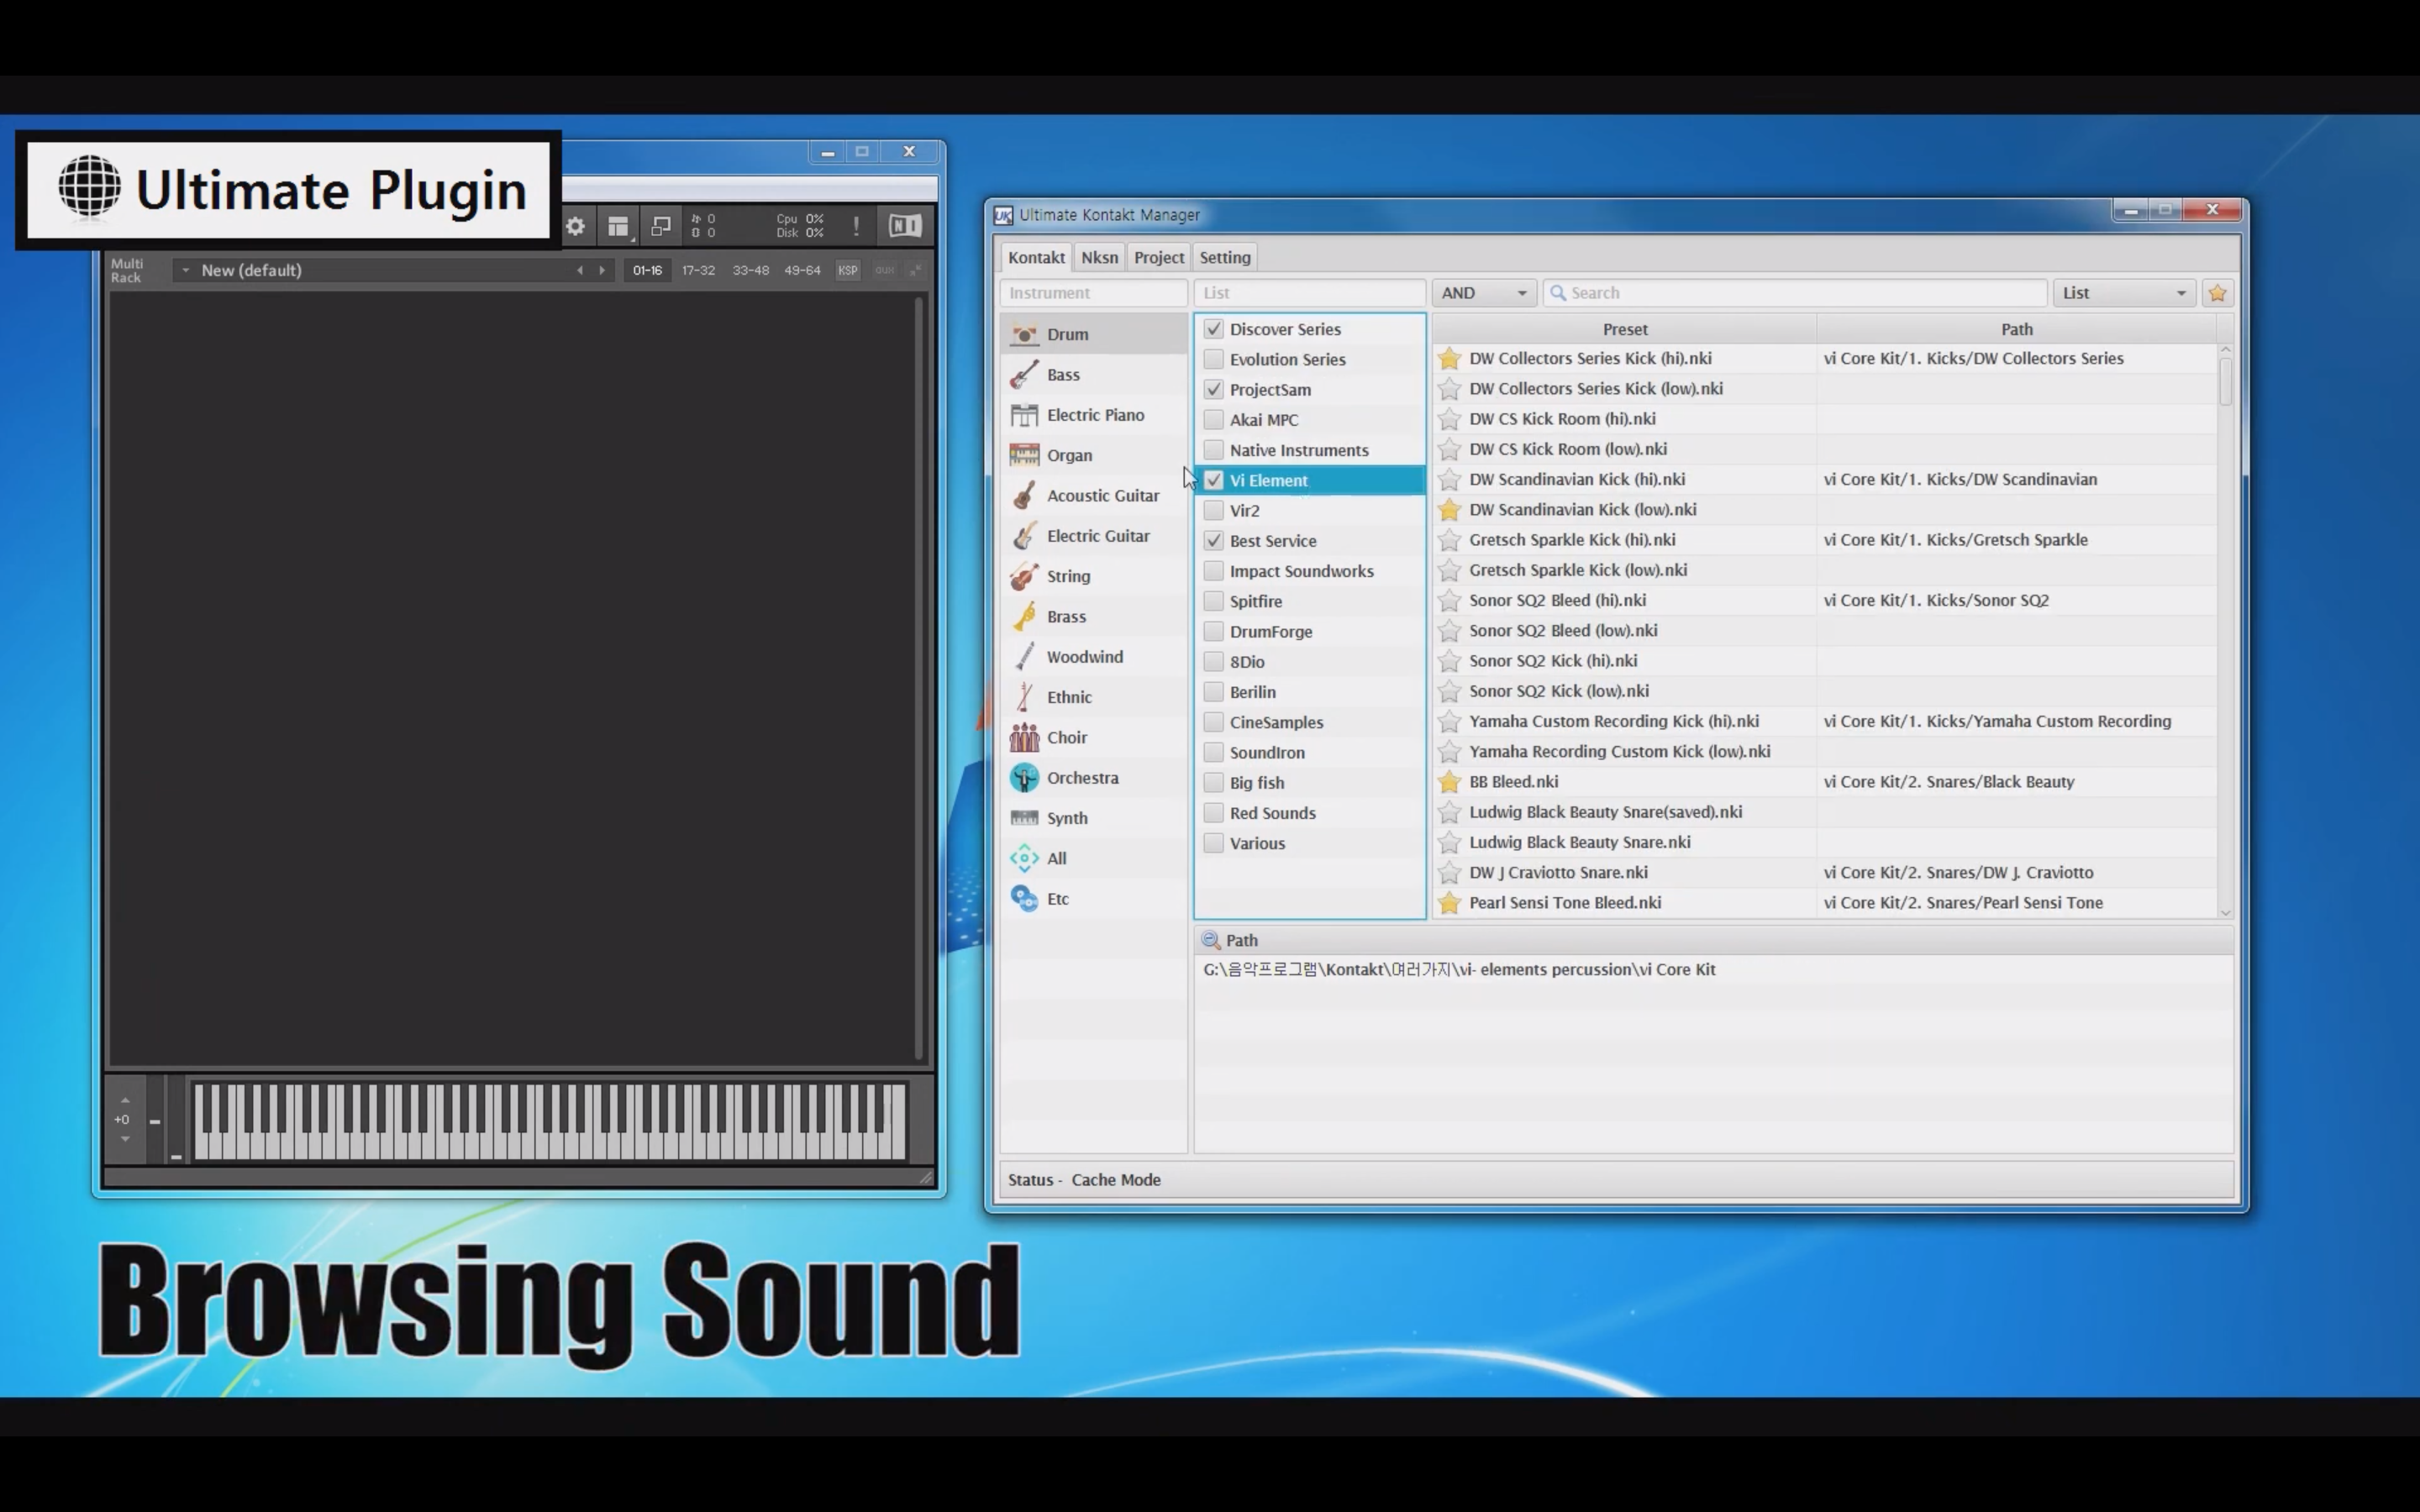 Ultimate Plugin
0
0
Cpu 0%
Disk 0%
!
NI
Multi
Rack
New (default)
01-16 17-32 33-48 49-64 KSP aux
+0
Browsing Sound
UK Ultimate Kontakt Manager
Kontakt Nksn Project Setting
Instrument List AND Search List
Drum
Bass
Electric Piano
Organ
Acoustic Guitar
Electric Guitar
String
Brass
Woodwind
Ethnic
Choir
Orchestra
Synth
All
Etc
Discover Series
Evolution Series
ProjectSam
Akai MPC
Native Instruments
Vi Element
Vir2
Best Service
Impact Soundworks
Spitfire
DrumForge
8Dio
Berilin
CineSamples
SoundIron
Big fish
Red Sounds
Various
Preset Path
DW Collectors Series Kick (hi).nki vi Core Kit/1. Kicks/DW Collectors Series
DW Collectors Series Kick (low).nki
DW CS Kick Room (hi).nki
DW CS Kick Room (low).nki
DW Scandinavian Kick (hi).nki vi Core Kit/1. Kicks/DW Scandinavian
DW Scandinavian Kick (low).nki
Gretsch Sparkle Kick (hi).nki vi Core Kit/1. Kicks/Gretsch Sparkle
Gretsch Sparkle Kick (low).nki
Sonor SQ2 Bleed (hi).nki vi Core Kit/1. Kicks/Sonor SQ2
Sonor SQ2 Bleed (low).nki
Sonor SQ2 Kick (hi).nki
Sonor SQ2 Kick (low).nki
Yamaha Custom Recording Kick (hi).nki vi Core Kit/1. Kicks/Yamaha Custom Recording
Yamaha Recording Custom Kick (low).nki
BB Bleed.nki vi Core Kit/2. Snares/Black Beauty
Ludwig Black Beauty Snare(saved).nki
Ludwig Black Beauty Snare.nki
DW J Craviotto Snare.nki vi Core Kit/2. Snares/DW J. Craviotto
Pearl Sensi Tone Bleed.nki vi Core Kit/2. Snares/Pearl Sensi Tone
Path
G:\음악프로그램\Kontakt\여러가지\vi- elements percussion\vi Core Kit
Status - Cache Mode